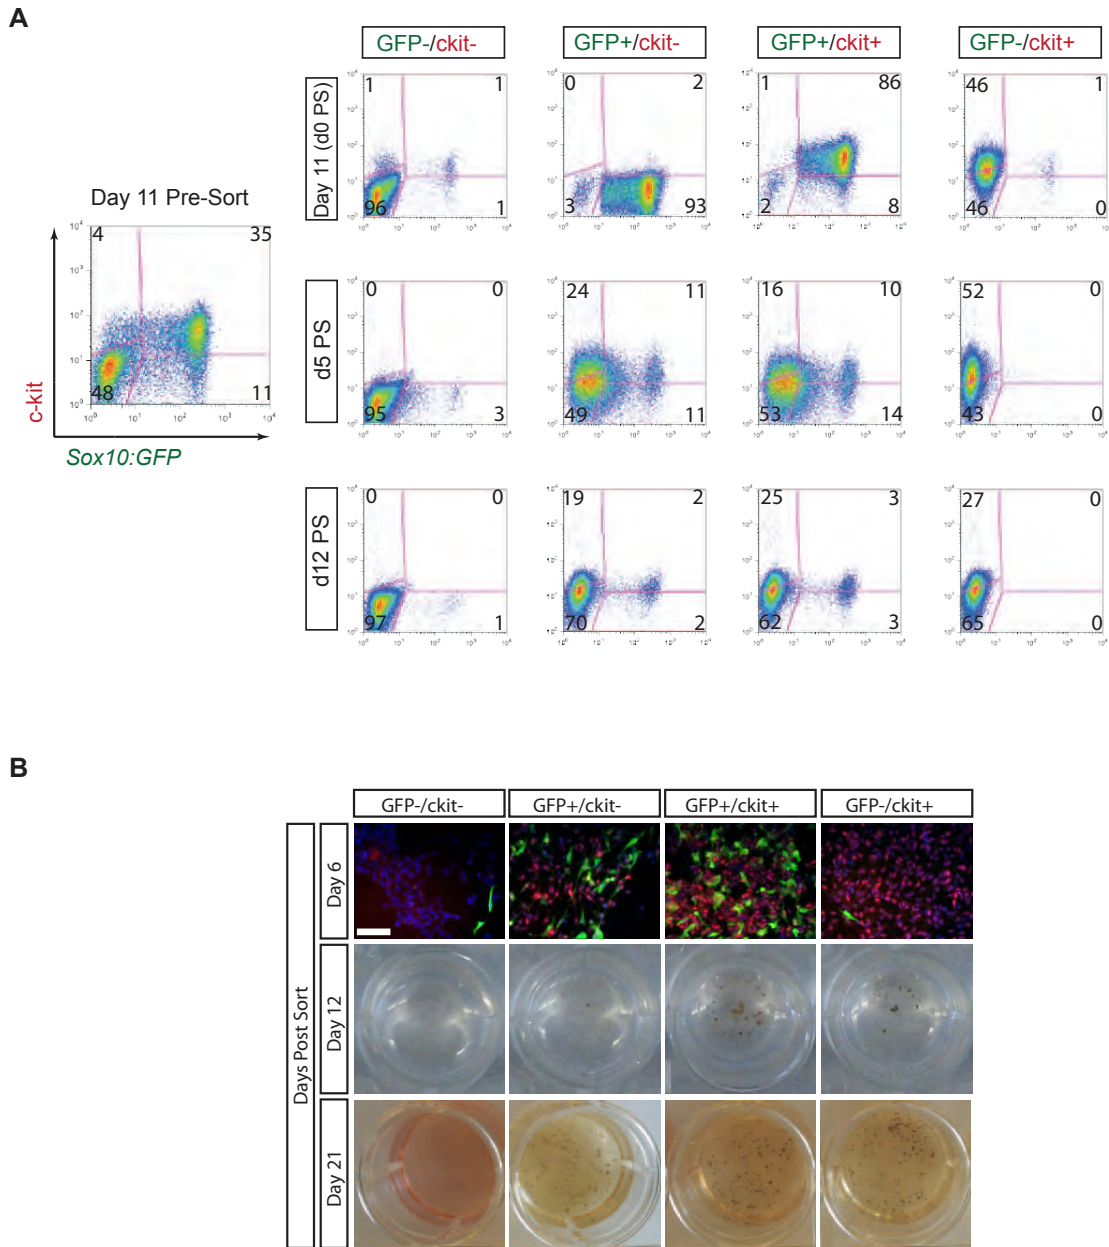 A
GFP-/ckit- GFP+/ckit- GFP+/ckit+ GFP-/ckit+
Day 11 (d0 PS)
1 1 0 2 1 86 46 1
96 1 3 93 2 8 46 0
Day 11 Pre-Sort
4 35
48 11
c-kit
Sox10:GFP
d5 PS
0 0 24 11 16 10 52 0
95 3 49 11 53 14 43 0
d12 PS
0 0 19 2 25 3 27 0
97 1 70 2 62 3 65 0
B
GFP-/ckit- GFP+/ckit- GFP+/ckit+ GFP-/ckit+
Days Post Sort
Day 6
Day 12
Day 21